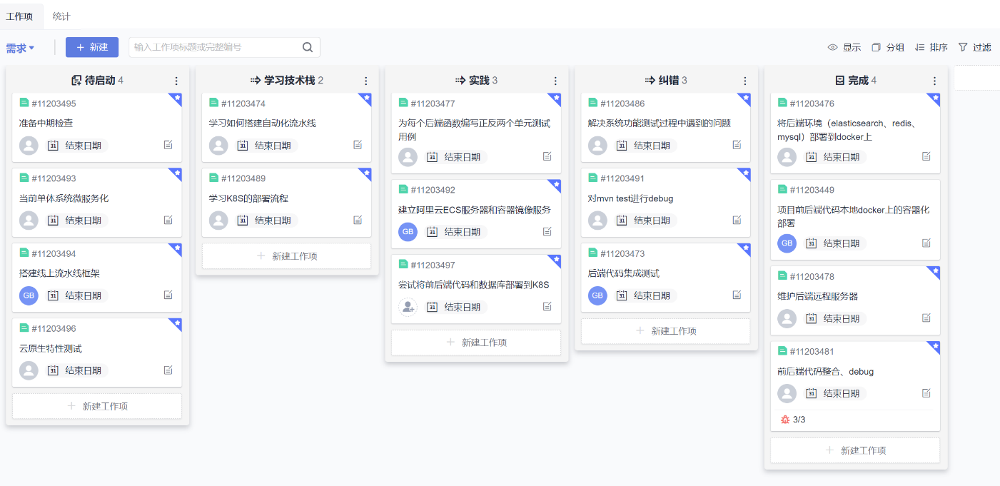 工作项 统计
需求 + 新建 输入工作项标题或完整编号 显示 分组 排序 过滤
待启动 4
#11203495
准备中期检查
31 结束日期
#11203493
当前单体系统微服务化
31 结束日期
#11203494
搭建线上流水线框架
GB 31 结束日期
#11203496
云原生特性测试
31 结束日期
+ 新建工作项
学习技术栈 2
#11203474
学习如何搭建自动化流水线
31 结束日期
#11203489
学习K8S的部署流程
31 结束日期
+ 新建工作项
实践 3
#11203477
为每个后端函数编写正反两个单元测试
用例
31 结束日期
#11203492
建立阿里云ECS服务器和容器镜像服务
GB 31 结束日期
#11203497
尝试将前后端代码和数据库部署到K8S
31 结束日期
+ 新建工作项
纠错 3
#11203486
解决系统功能测试过程中遇到的问题
31 结束日期
#11203491
对mvn test进行debug
31 结束日期
#11203473
后端代码集成测试
GB 31 结束日期
+ 新建工作项
完成 4
#11203476
将后端环境（elasticsearch、redis、
mysql）部署到docker上
31 结束日期
#11203449
项目前后端代码本地docker上的容器化
部署
GB 31 结束日期
#11203478
维护后端远程服务器
31 结束日期
#11203481
前后端代码整合、debug
31 结束日期
3/3
+ 新建工作项